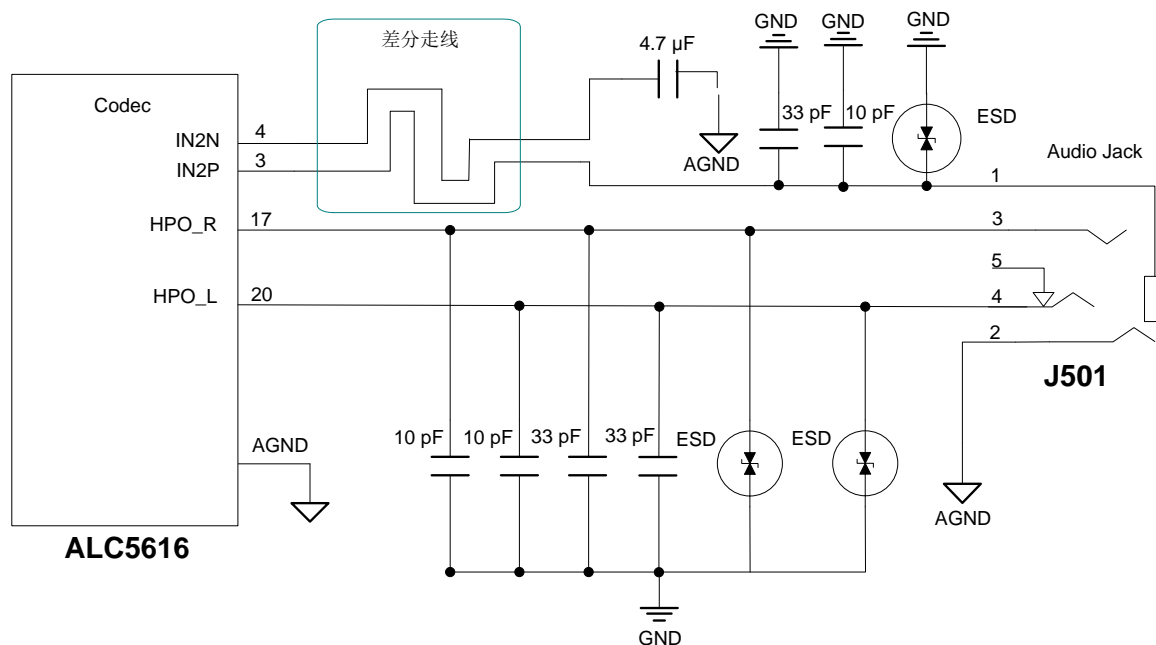 差分走线
4.7 µF
GND
GND
GND
Codec
33 pF
10 pF
ESD
IN2N
4
AGND
Audio Jack
IN2P
3
1
HPO_R
17
3
5
HPO_L
20
4
2
J501
10 pF
10 pF
33 pF
33 pF
ESD
ESD
AGND
AGND
ALC5616
GND